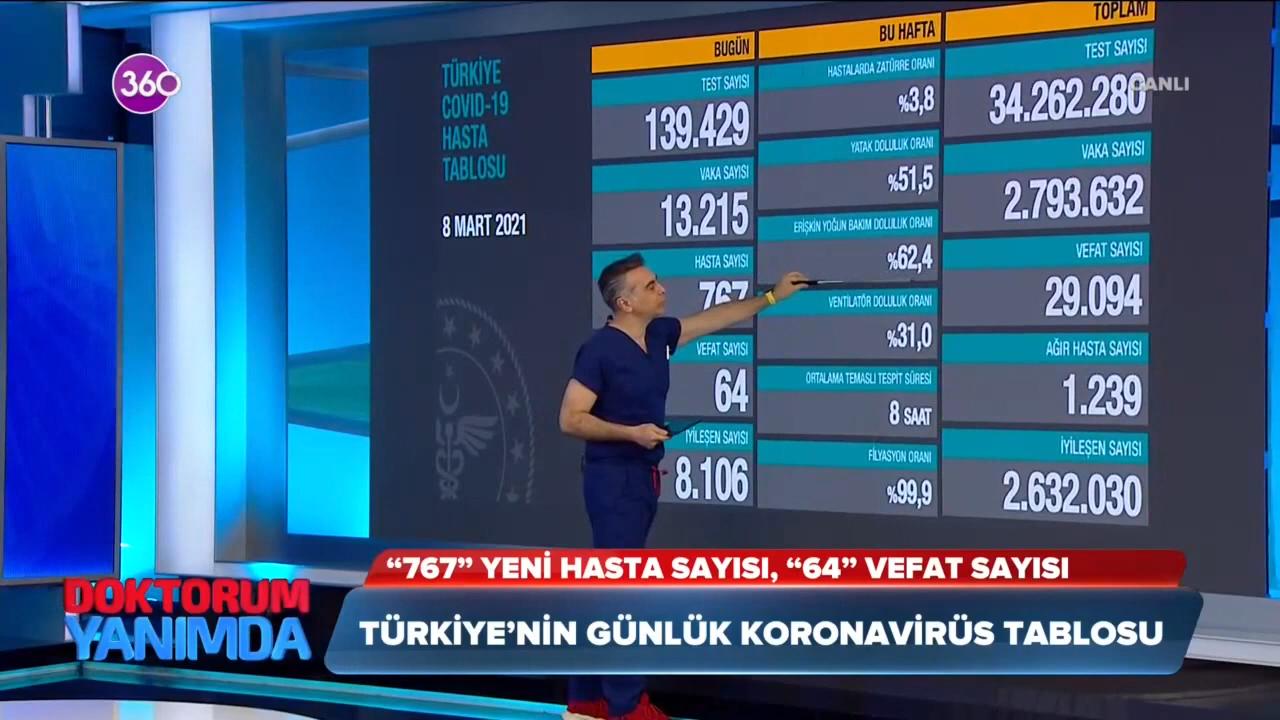 360
CANLI
TÜRKİYE
COVID-19
HASTA
TABLOSU
8 MART 2021
BUGÜN
TEST SAYISI
139.429
VAKA SAYISI
13.215
HASTA SAYISI
767
VEFAT SAYISI
64
İYİLEŞEN SAYISI
8.106
BU HAFTA
HASTALARDA ZATÜRRE ORANI
%3,8
YATAK DOLULUK ORANI
%51,5
ERİŞKİN YOĞUN BAKIM DOLULUK ORANI
%62,4
VENTİLATÖR DOLULUK ORANI
%31,0
ORTALAMA TEMASLI TESPİT SÜRESİ
8 SAAT
FİLYASYON ORANI
%99,9
TOPLAM
TEST SAYISI
34.262.280
VAKA SAYISI
2.793.632
VEFAT SAYISI
29.094
AĞIR HASTA SAYISI
1.239
İYİLEŞEN SAYISI
2.632.030
“767” YENİ HASTA SAYISI, “64” VEFAT SAYISI
DOKTORUM
YANIMDA
TÜRKİYE’NİN GÜNLÜK KORONAVİRÜS TABLOSU